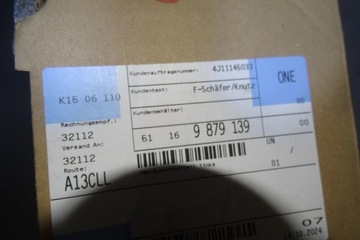 Kundenauftragsnummer: 4J11146033
K16 06 110
Kundentext: F-Schäfer/Knutz
ONE
Rechnungsempf.:
32112
Kundenbehälter:
00
Versand An:
61 16 9 879 139
00
32112
UN
Route:
01 /
A13CLL
07
14.10.2024